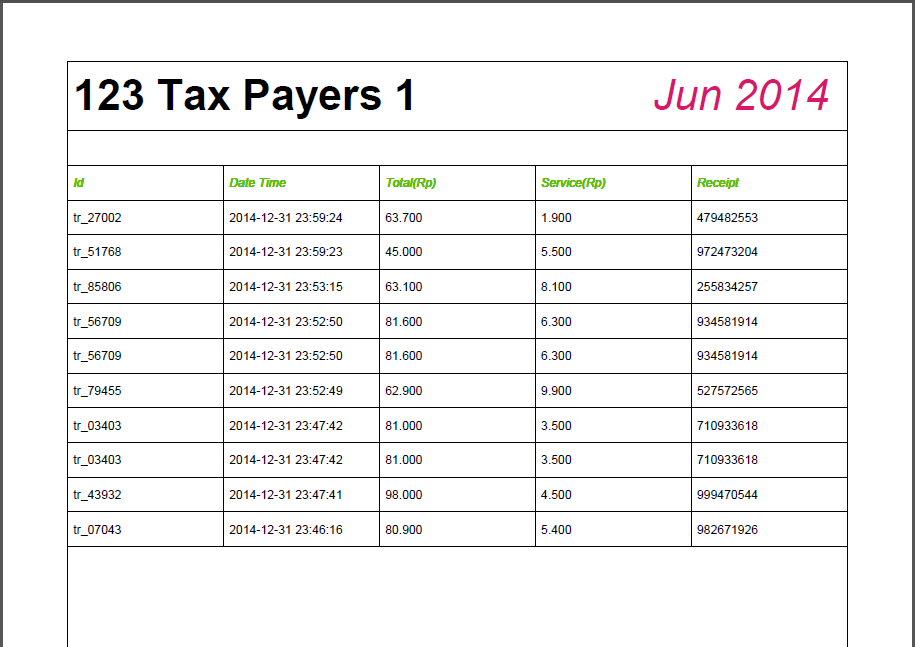 123 Tax Payers 1 Jun 2014
Id Date Time Total(Rp) Service(Rp) Receipt
tr_27002 2014-12-31 23:59:24 63.700 1.900 479482553
tr_51768 2014-12-31 23:59:23 45.000 5.500 972473204
tr_85806 2014-12-31 23:53:15 63.100 8.100 255834257
tr_56709 2014-12-31 23:52:50 81.600 6.300 934581914
tr_56709 2014-12-31 23:52:50 81.600 6.300 934581914
tr_79455 2014-12-31 23:52:49 62.900 9.900 527572565
tr_03403 2014-12-31 23:47:42 81.000 3.500 710933618
tr_03403 2014-12-31 23:47:42 81.000 3.500 710933618
tr_43932 2014-12-31 23:47:41 98.000 4.500 999470544
tr_07043 2014-12-31 23:46:16 80.900 5.400 982671926